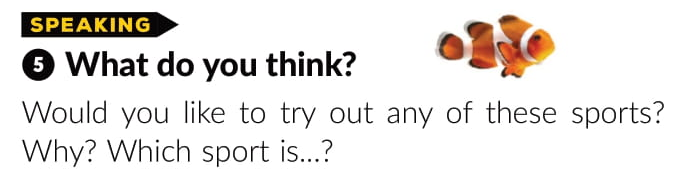 SPEAKING
5 What do you think?
Would you like to try out any of these sports?
Why? Which sport is...?